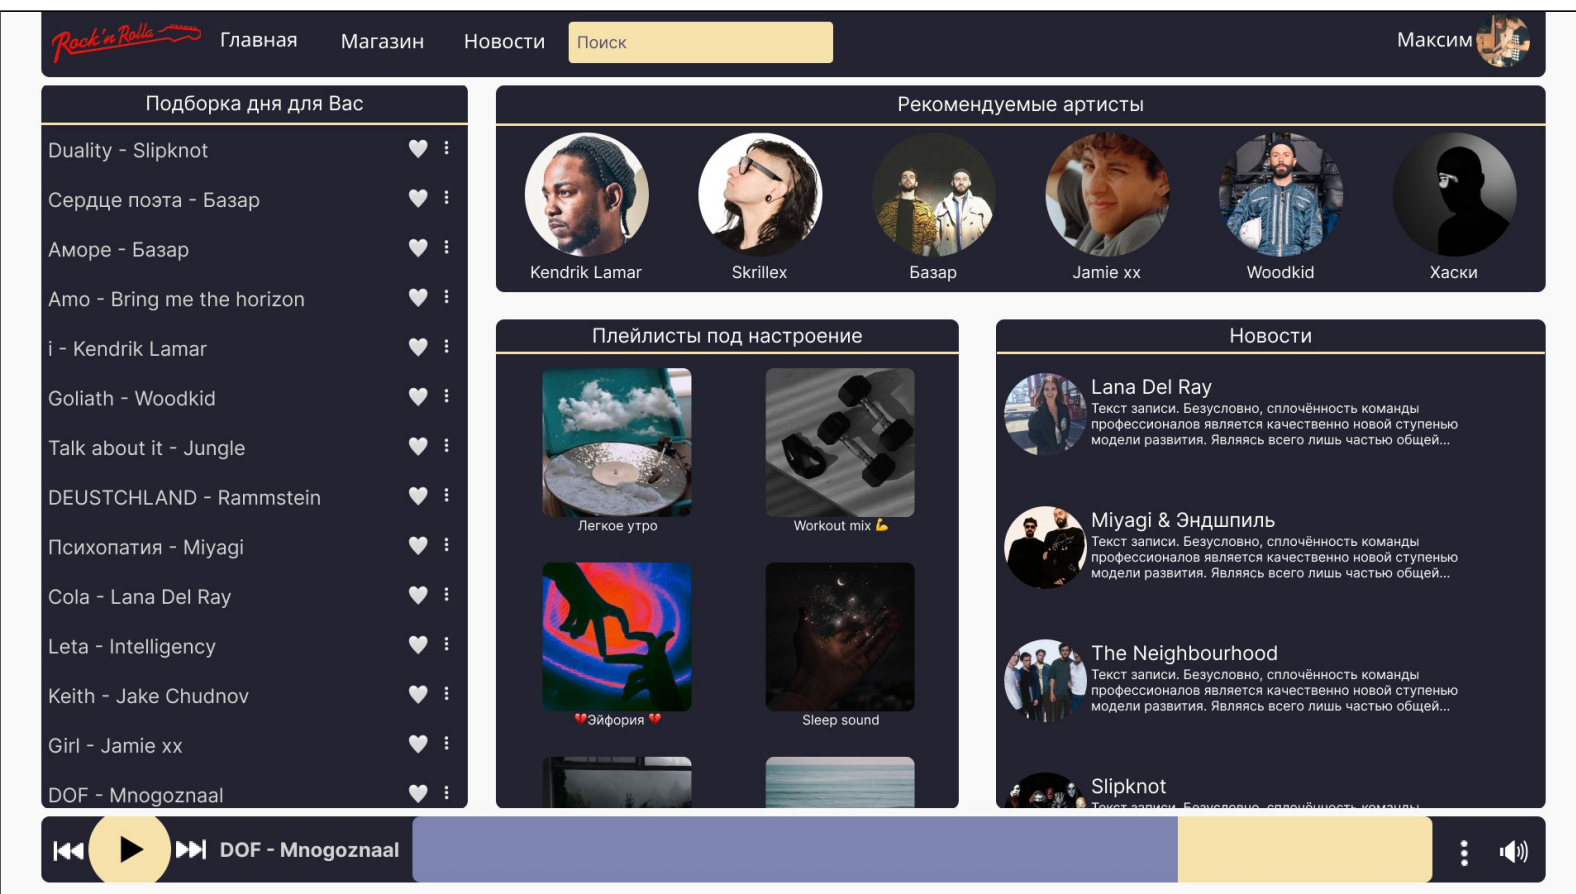 Rock'n Rolla
Главная
Магазин
Новости
Поиск
Максим
Подборка дня для Вас
Duality - Slipknot
Сердце поэта - Базар
Аморе - Базар
Amo - Bring me the horizon
i - Kendrik Lamar
Goliath - Woodkid
Talk about it - Jungle
DEUSTCHLAND - Rammstein
Психопатия - Miyagi
Cola - Lana Del Ray
Leta - Intelligency
Keith - Jake Chudnov
Girl - Jamie xx
DOF - Mnogoznaal
Рекомендуемые артисты
Kendrik Lamar
Skrillex
Базар
Jamie xx
Woodkid
Хаски
Плейлисты под настроение
Легкое утро
Workout mix 💪
💔Эйфория 💔
Sleep sound
Новости
Lana Del Ray
Текст записи. Безусловно, сплочённость команды
профессионалов является качественно новой ступенью
модели развития. Являясь всего лишь частью общей...
Miyagi & Эндшпиль
Текст записи. Безусловно, сплочённость команды
профессионалов является качественно новой ступенью
модели развития. Являясь всего лишь частью общей...
The Neighbourhood
Текст записи. Безусловно, сплочённость команды
профессионалов является качественно новой ступенью
модели развития. Являясь всего лишь частью общей...
Slipknot
Текст записи. Безусловно, сплочённость команды
DOF - Mnogoznaal